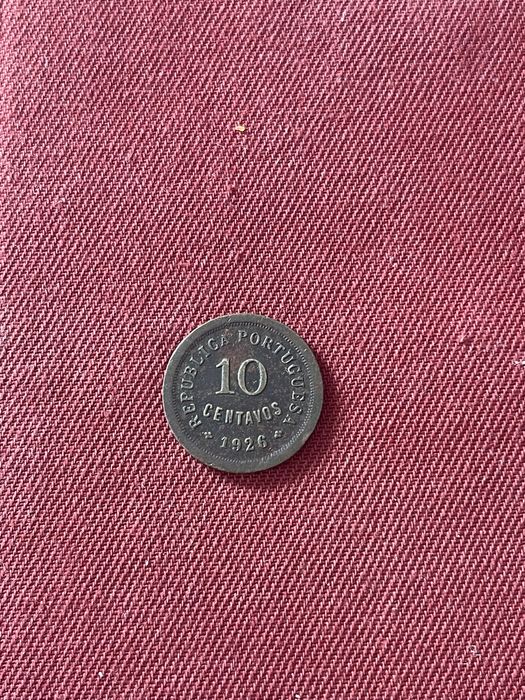 REPUBLICA PORTUGUESA
10
CENTAVOS
* 1926 *